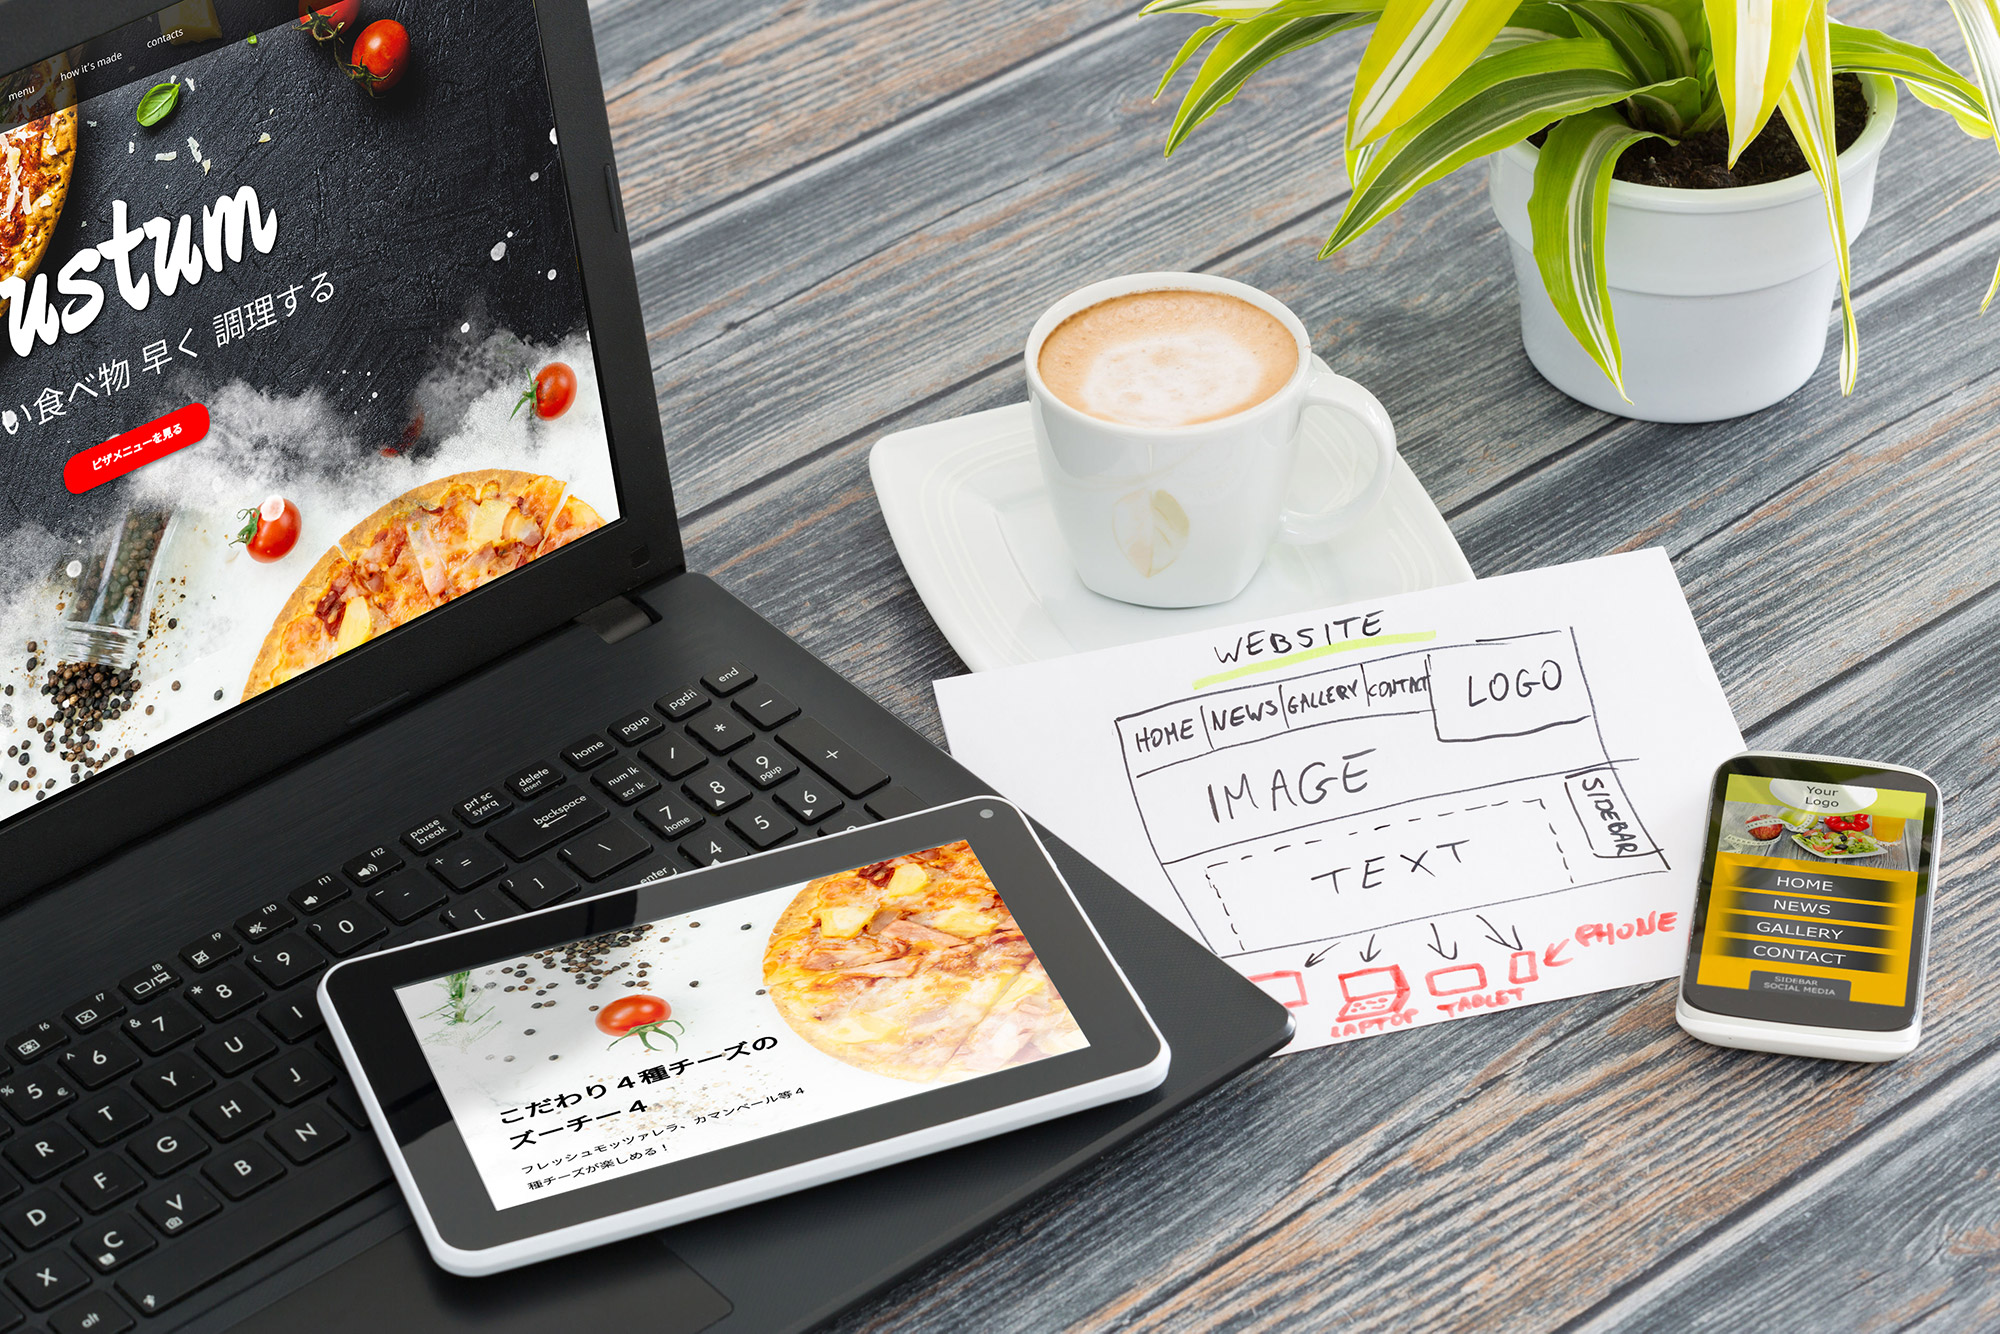 menu
how it's made
contacts
ustum
い食べ物 早く 調理する
ピザメニューを見る
end
pgdn
pgup
home
delete
insert
prt sc
sysrq
pause
break
f12
f11
f10
f9
f8
f7
f6
backspace
num lk
scr lk
enter
/
*
-
+
7
home
8
9
pgup
4
5
6
0
9
8
7
6
5
€
%
^
&
*
(
)
I
U
Y
T
R
J
H
G
F
D
N
B
V
C
X
alt
こだわり4種チーズの
ズーチー4
フレッシュモッツァレラ、カマンベール等4
種チーズが楽しめる！
WEBSITE
HOME
NEWS
GALLERY
CONTACT
LOGO
IMAGE
SIDEBAR
TEXT
PHONE
LAPTOP
TABLET
Your
Logo
HOME
NEWS
GALLERY
CONTACT
SIDEBAR
SOCIAL MEDIA